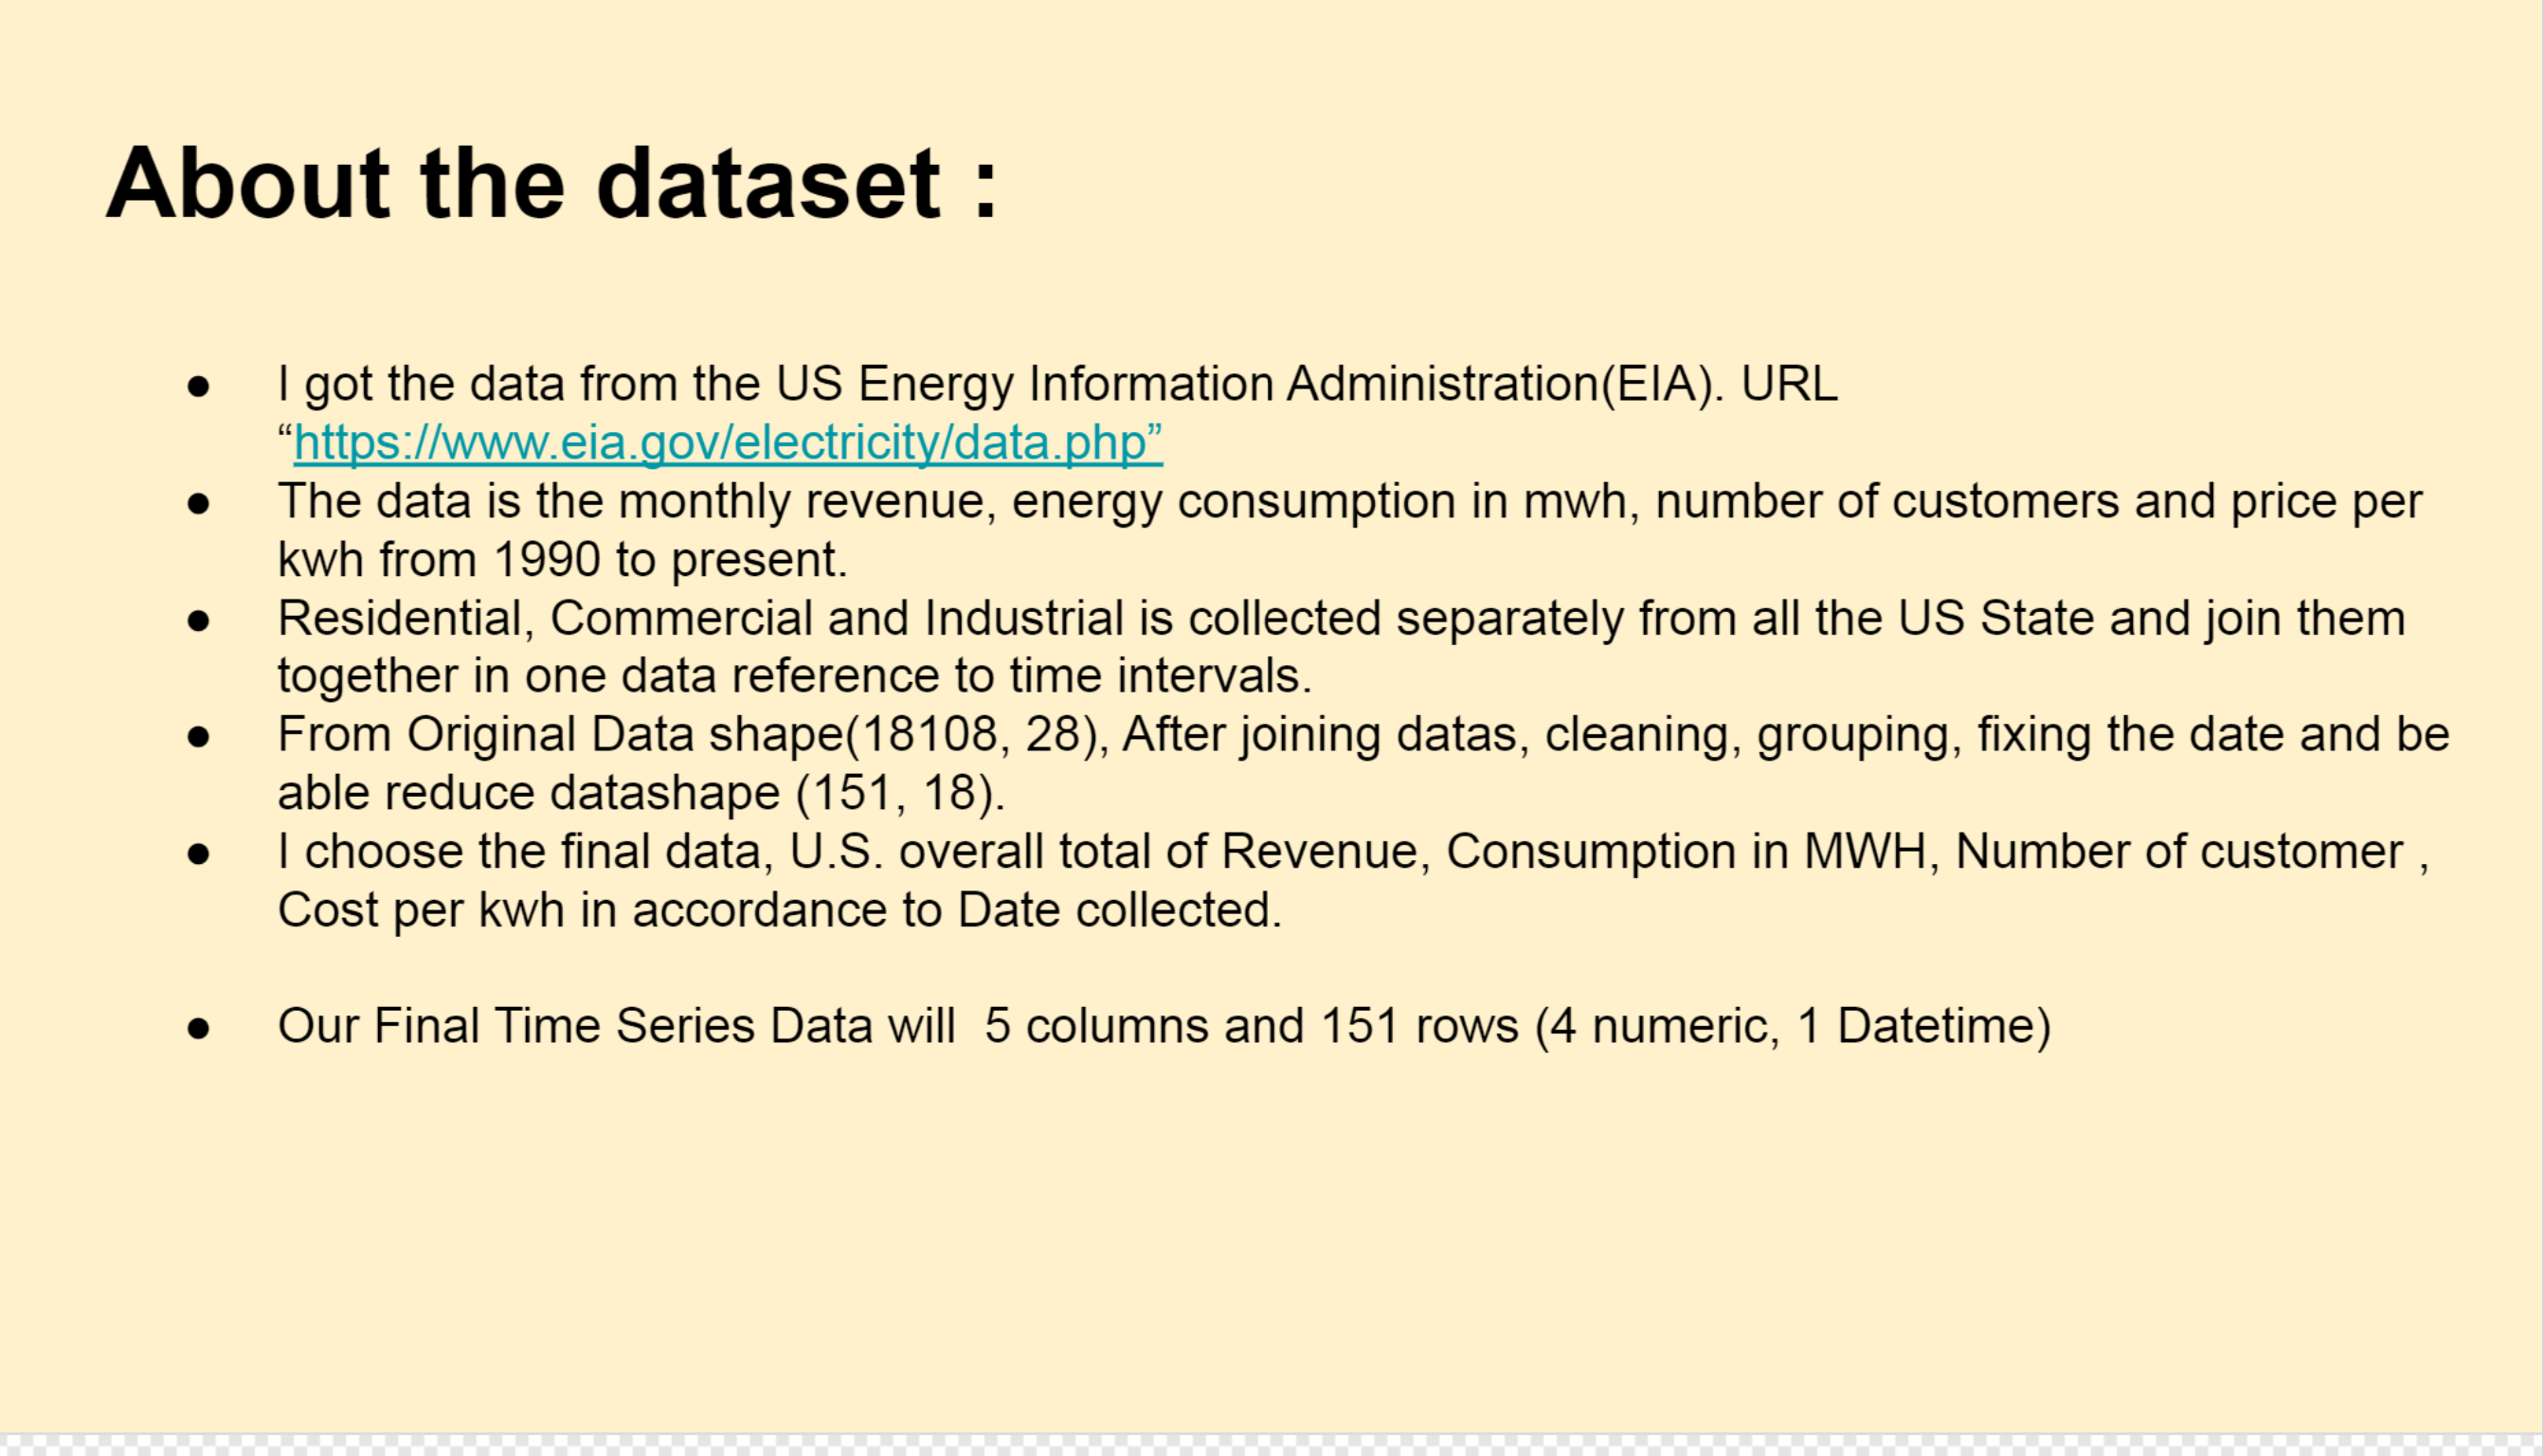 About the dataset :
● I got the data from the US Energy Information Administration(EIA). URL
“https://www.eia.gov/electricity/data.php”
● The data is the monthly revenue, energy consumption in mwh, number of customers and price per
kwh from 1990 to present.
● Residential, Commercial and Industrial is collected separately from all the US State and join them
together in one data reference to time intervals.
● From Original Data shape(18108, 28), After joining datas, cleaning, grouping, fixing the date and be
able reduce datashape (151, 18).
● I choose the final data, U.S. overall total of Revenue, Consumption in MWH, Number of customer ,
Cost per kwh in accordance to Date collected.
● Our Final Time Series Data will  5 columns and 151 rows (4 numeric, 1 Datetime)